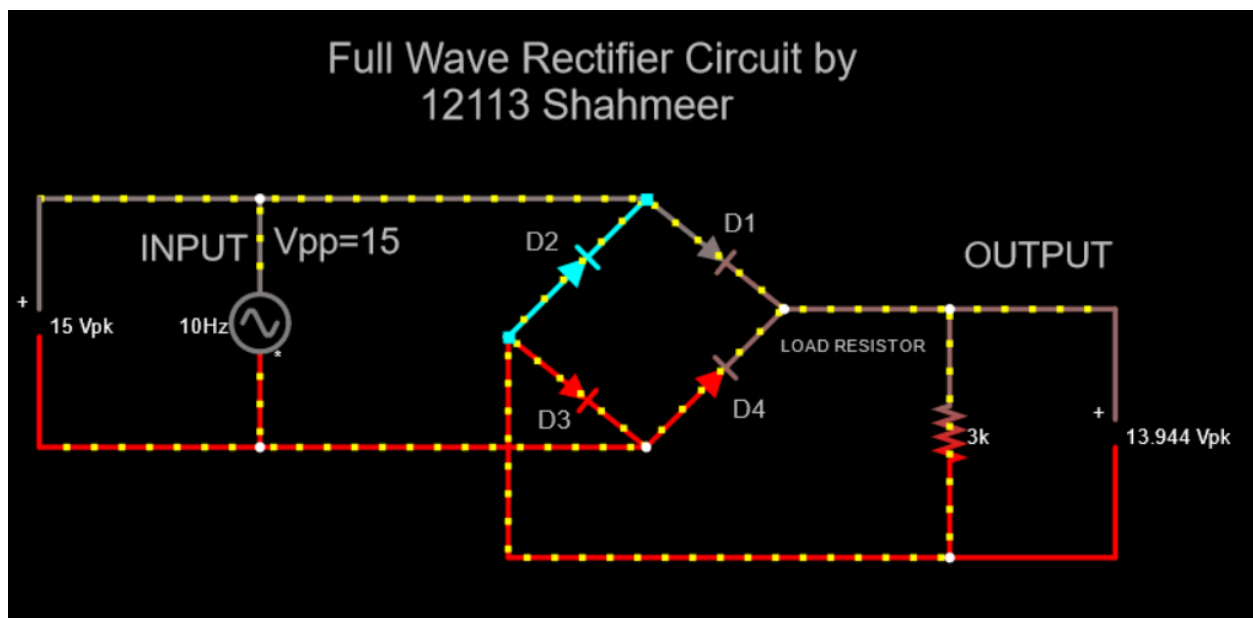 Full Wave Rectifier Circuit by
12113 Shahmeer
D1
D2
INPUT
Vpp=15
OUTPUT
+
15 Vpk
10Hz
*
LOAD RESISTOR
D3
D4
3k
+
13.944 Vpk